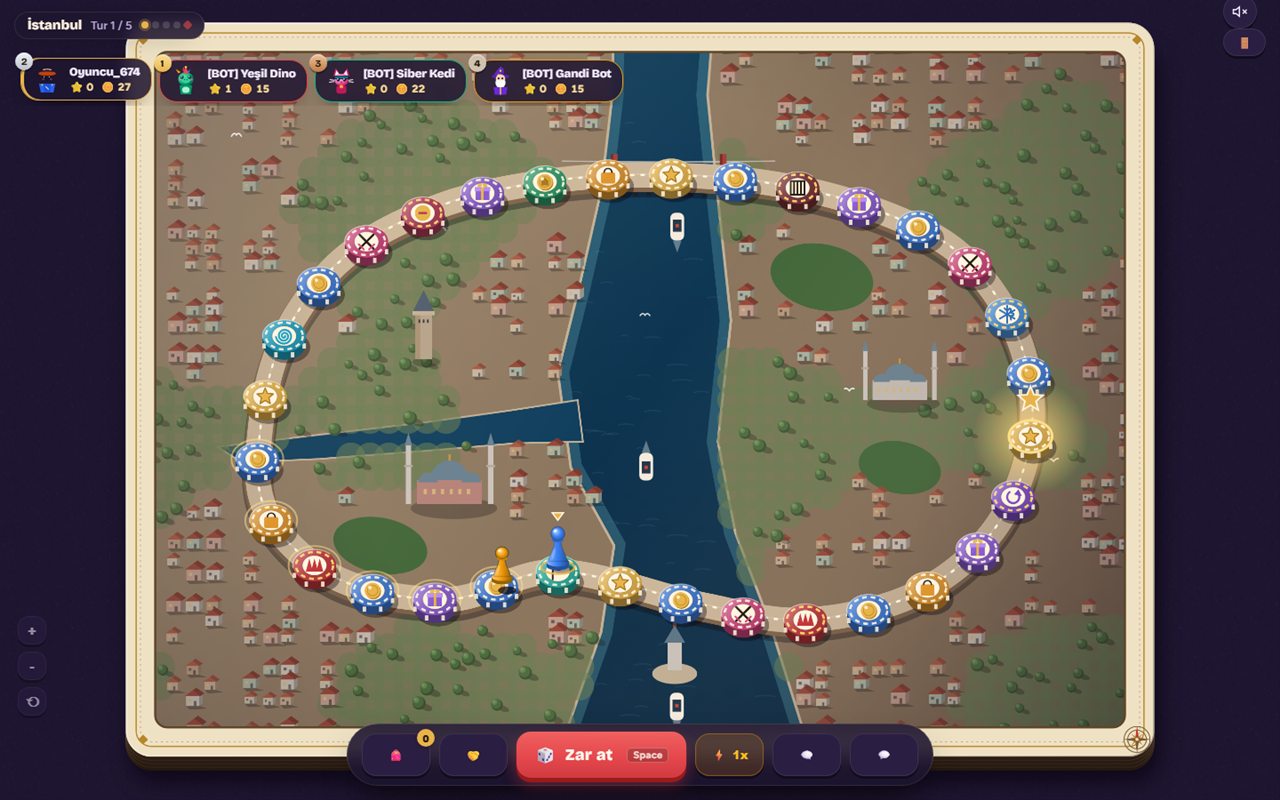 İstanbul Tur 1 / 5
2 Oyuncu_674
0 27
1 [BOT] Yeşil Dino
1 15
3 [BOT] Siber Kedi
0 22
4 [BOT] Gandi Bot
0 15
+
-
0
Zar at Space
1x